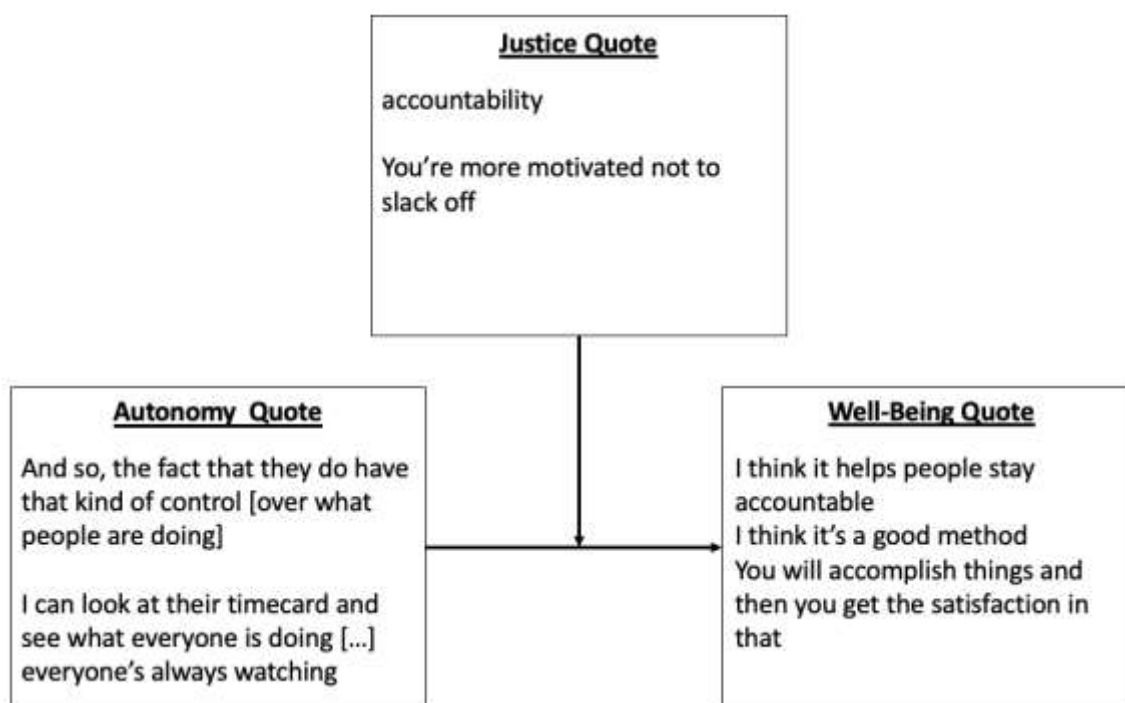 Justice Quote
accountability
You're more motivated not to
slack off
Autonomy Quote
And so, the fact that they do have
that kind of control [over what
people are doing]
I can look at their timecard and
see what everyone is doing [...]
everyone's always watching
Well-Being Quote
I think it helps people stay
accountable
I think it's a good method
You will accomplish things and
then you get the satisfaction in
that